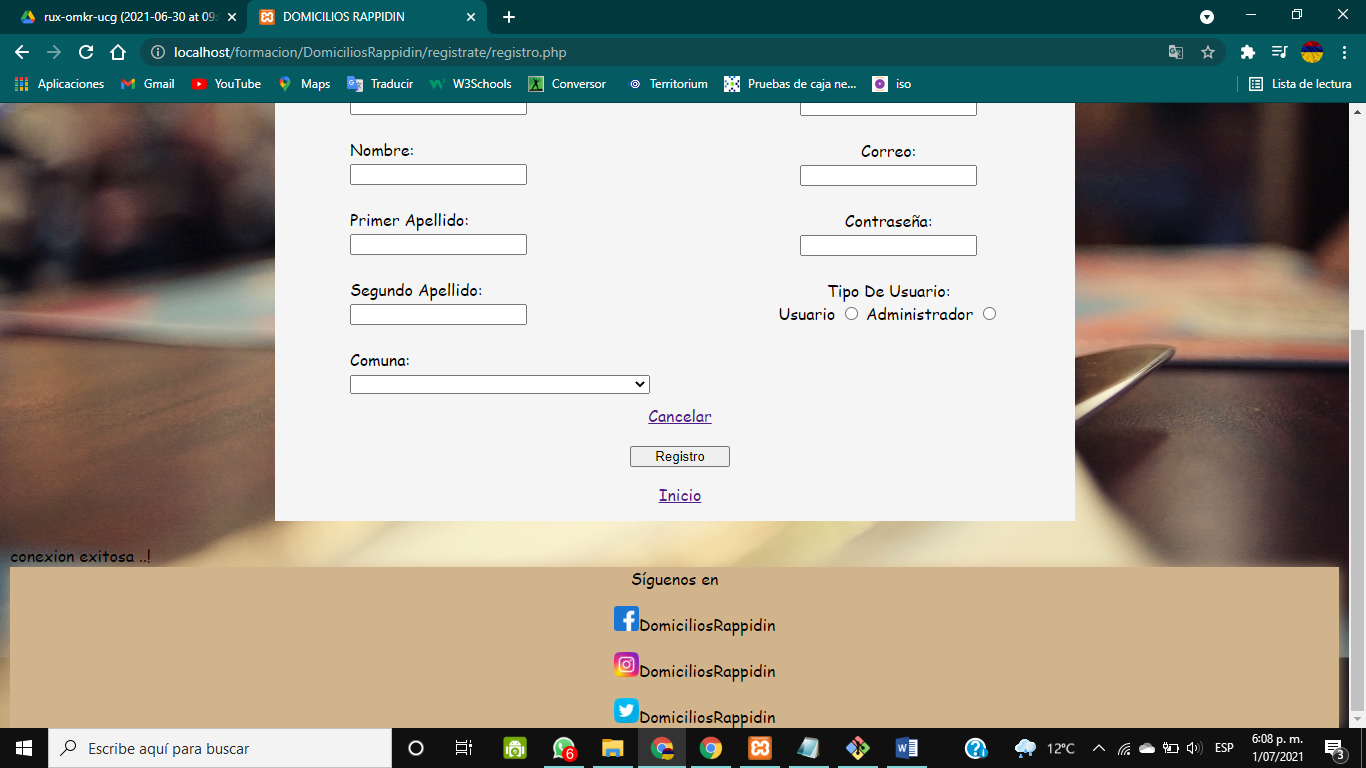 rux-omkr-ucg (2021-06-30 at 09:
DOMICILIOS RAPPIDIN
localhost/formacion/DomiciliosRappidin/registrate/registro.php
Aplicaciones
Gmail
YouTube
Maps
Traducir
W3Schools
Conversor
Territorium
Pruebas de caja ne...
iso
Lista de lectura
Nombre:
Correo:
Primer Apellido:
Contraseña:
Segundo Apellido:
Tipo De Usuario:
Usuario
Administrador
Comuna:
Cancelar
Registro
Inicio
conexion exitosa ..!
Síguenos en
DomiciliosRappidin
DomiciliosRappidin
DomiciliosRappidin
Escribe aquí para buscar
6
12°C
ESP
6:08 p. m.
1/07/2021
3